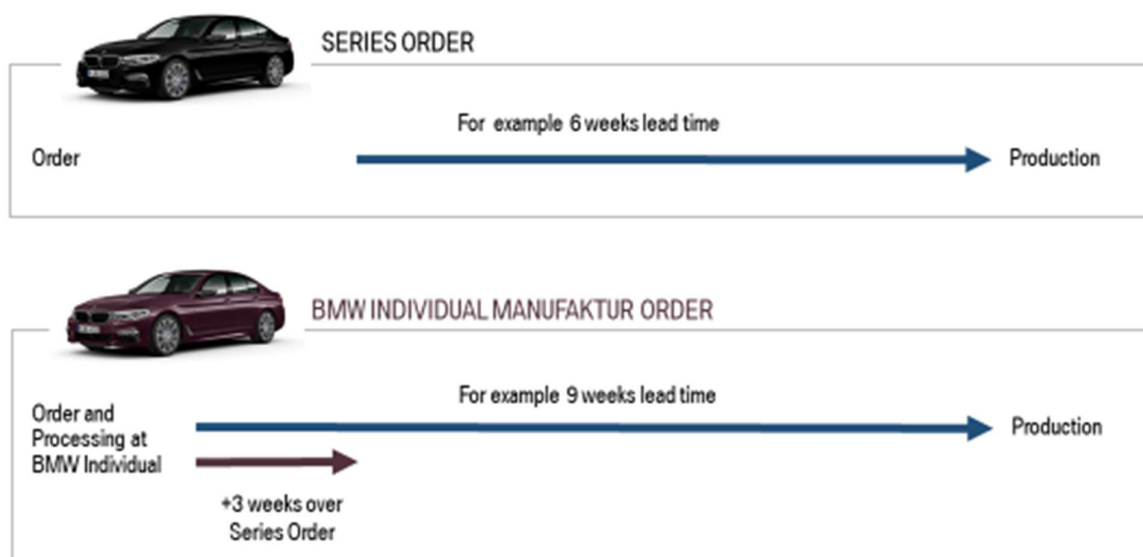 SERIES ORDER
For example 6 weeks lead time
Order
Production
BMW INDIVIDUAL MANUFAKTUR ORDER
For example 9 weeks lead time
Order and
Processing at
BMW Individual
Production
+3 weeks over
Series Order